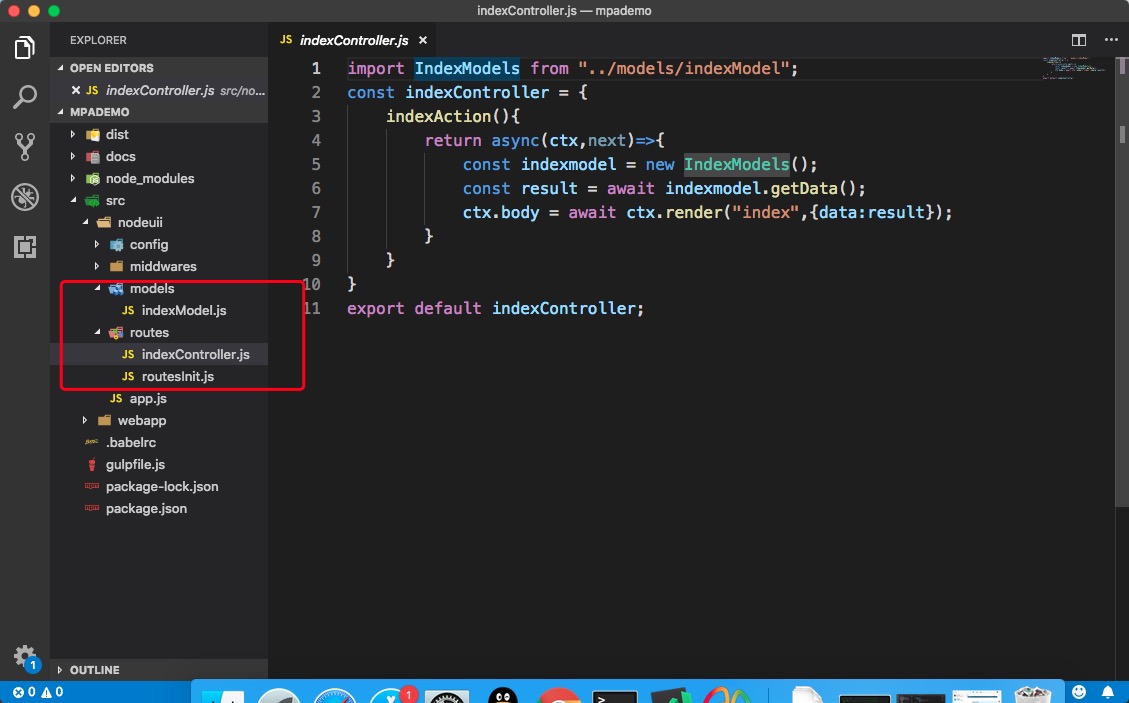 indexController.js — mpademo
EXPLORER
OPEN EDITORS
JS indexController.js src/no...
MPADEMO
dist
docs
node_modules
src
nodeuii
config
middwares
models
JS indexModel.js
routes
JS indexController.js
JS routesInit.js
JS app.js
webapp
.babelrc
gulpfile.js
package-lock.json
package.json
OUTLINE
JS indexController.js
1 import IndexModels from "../models/indexModel";
2 const indexController = {
3 indexAction(){
4 return async(ctx,next)=>{
5 const indexmodel = new IndexModels();
6 const result = await indexmodel.getData();
7 ctx.body = await ctx.render("index",{data:result});
8 }
9 }
10 }
11 export default indexController;
1
0 0
1